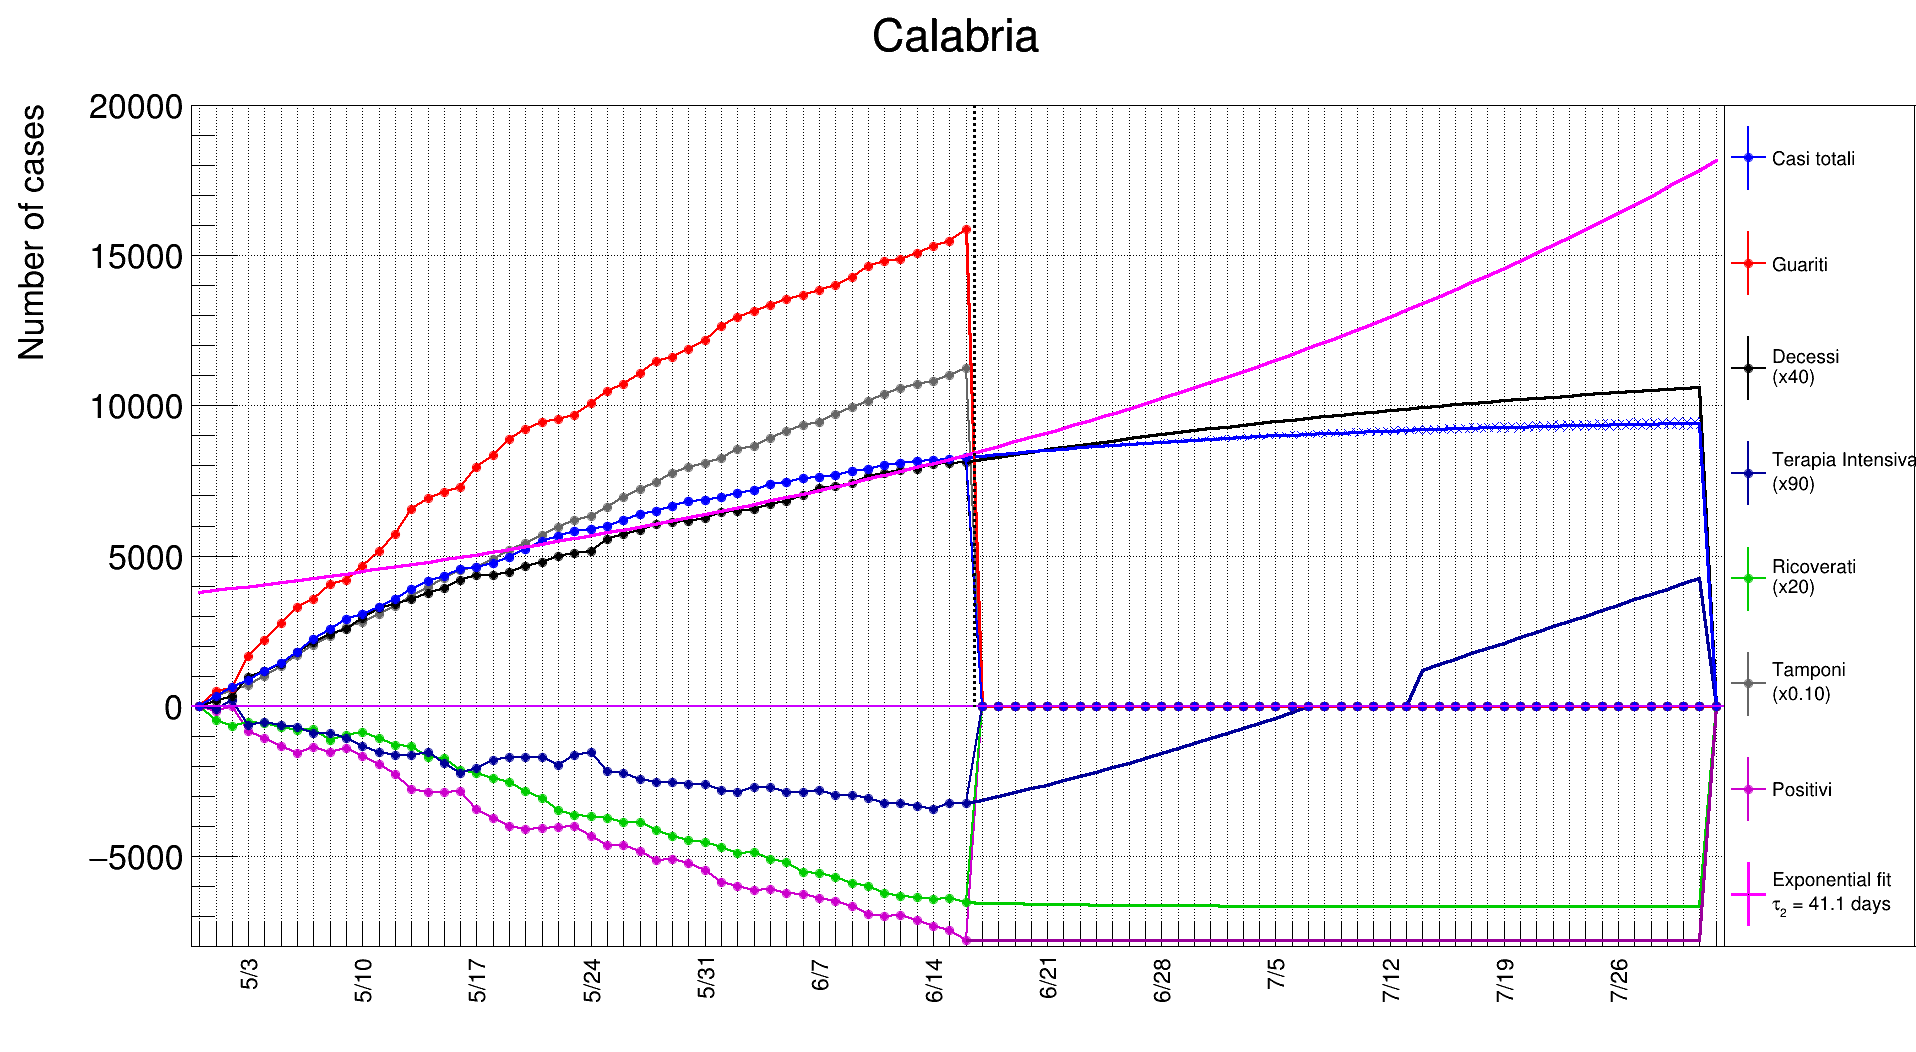 Calabria
Number of cases
20000
15000
10000
5000
0
−5000
5/3
5/10
5/17
5/24
5/31
6/7
6/14
6/21
6/28
7/5
7/12
7/19
7/26
Casi totali
Guariti
Decessi
(x40)
Terapia Intensiva
(x90)
Ricoverati
(x20)
Tamponi
(x0.10)
Positivi
Exponential fit
τ2 = 41.1 days